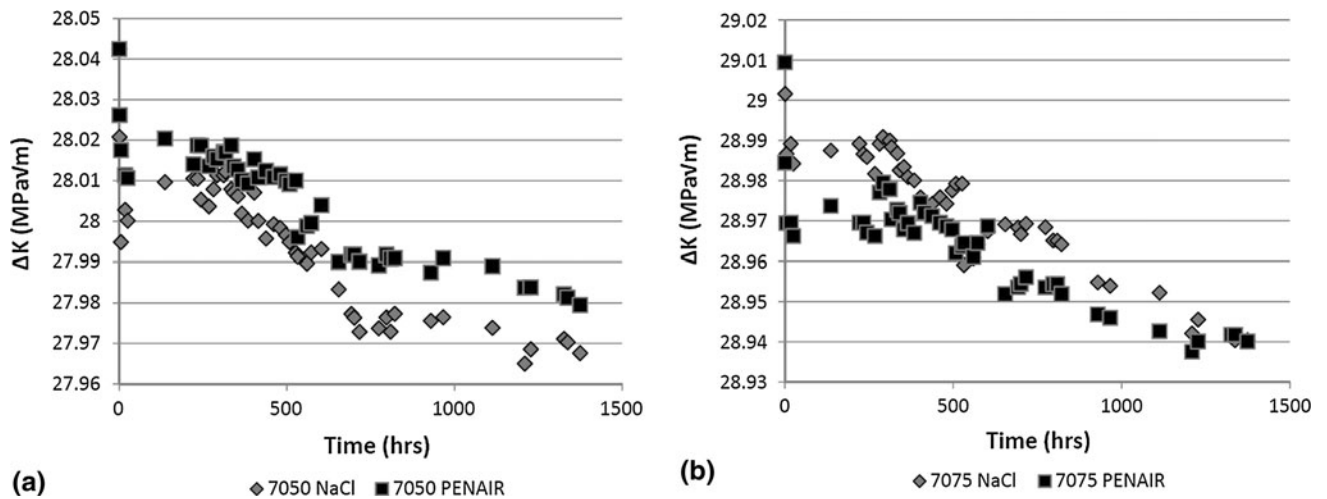 28.05
28.04
28.03
28.02
28.01
28
27.99
27.98
27.97
27.96
ΔK (MPa√m)
0 500 1000 1500
Time (hrs)
(a)
7050 NaCl 7050 PENAIR
29.02
29.01
29
28.99
28.98
28.97
28.96
28.95
28.94
28.93
ΔK (MPa√m)
0 500 1000 1500
Time (hrs)
(b)
7075 NaCl 7075 PENAIR